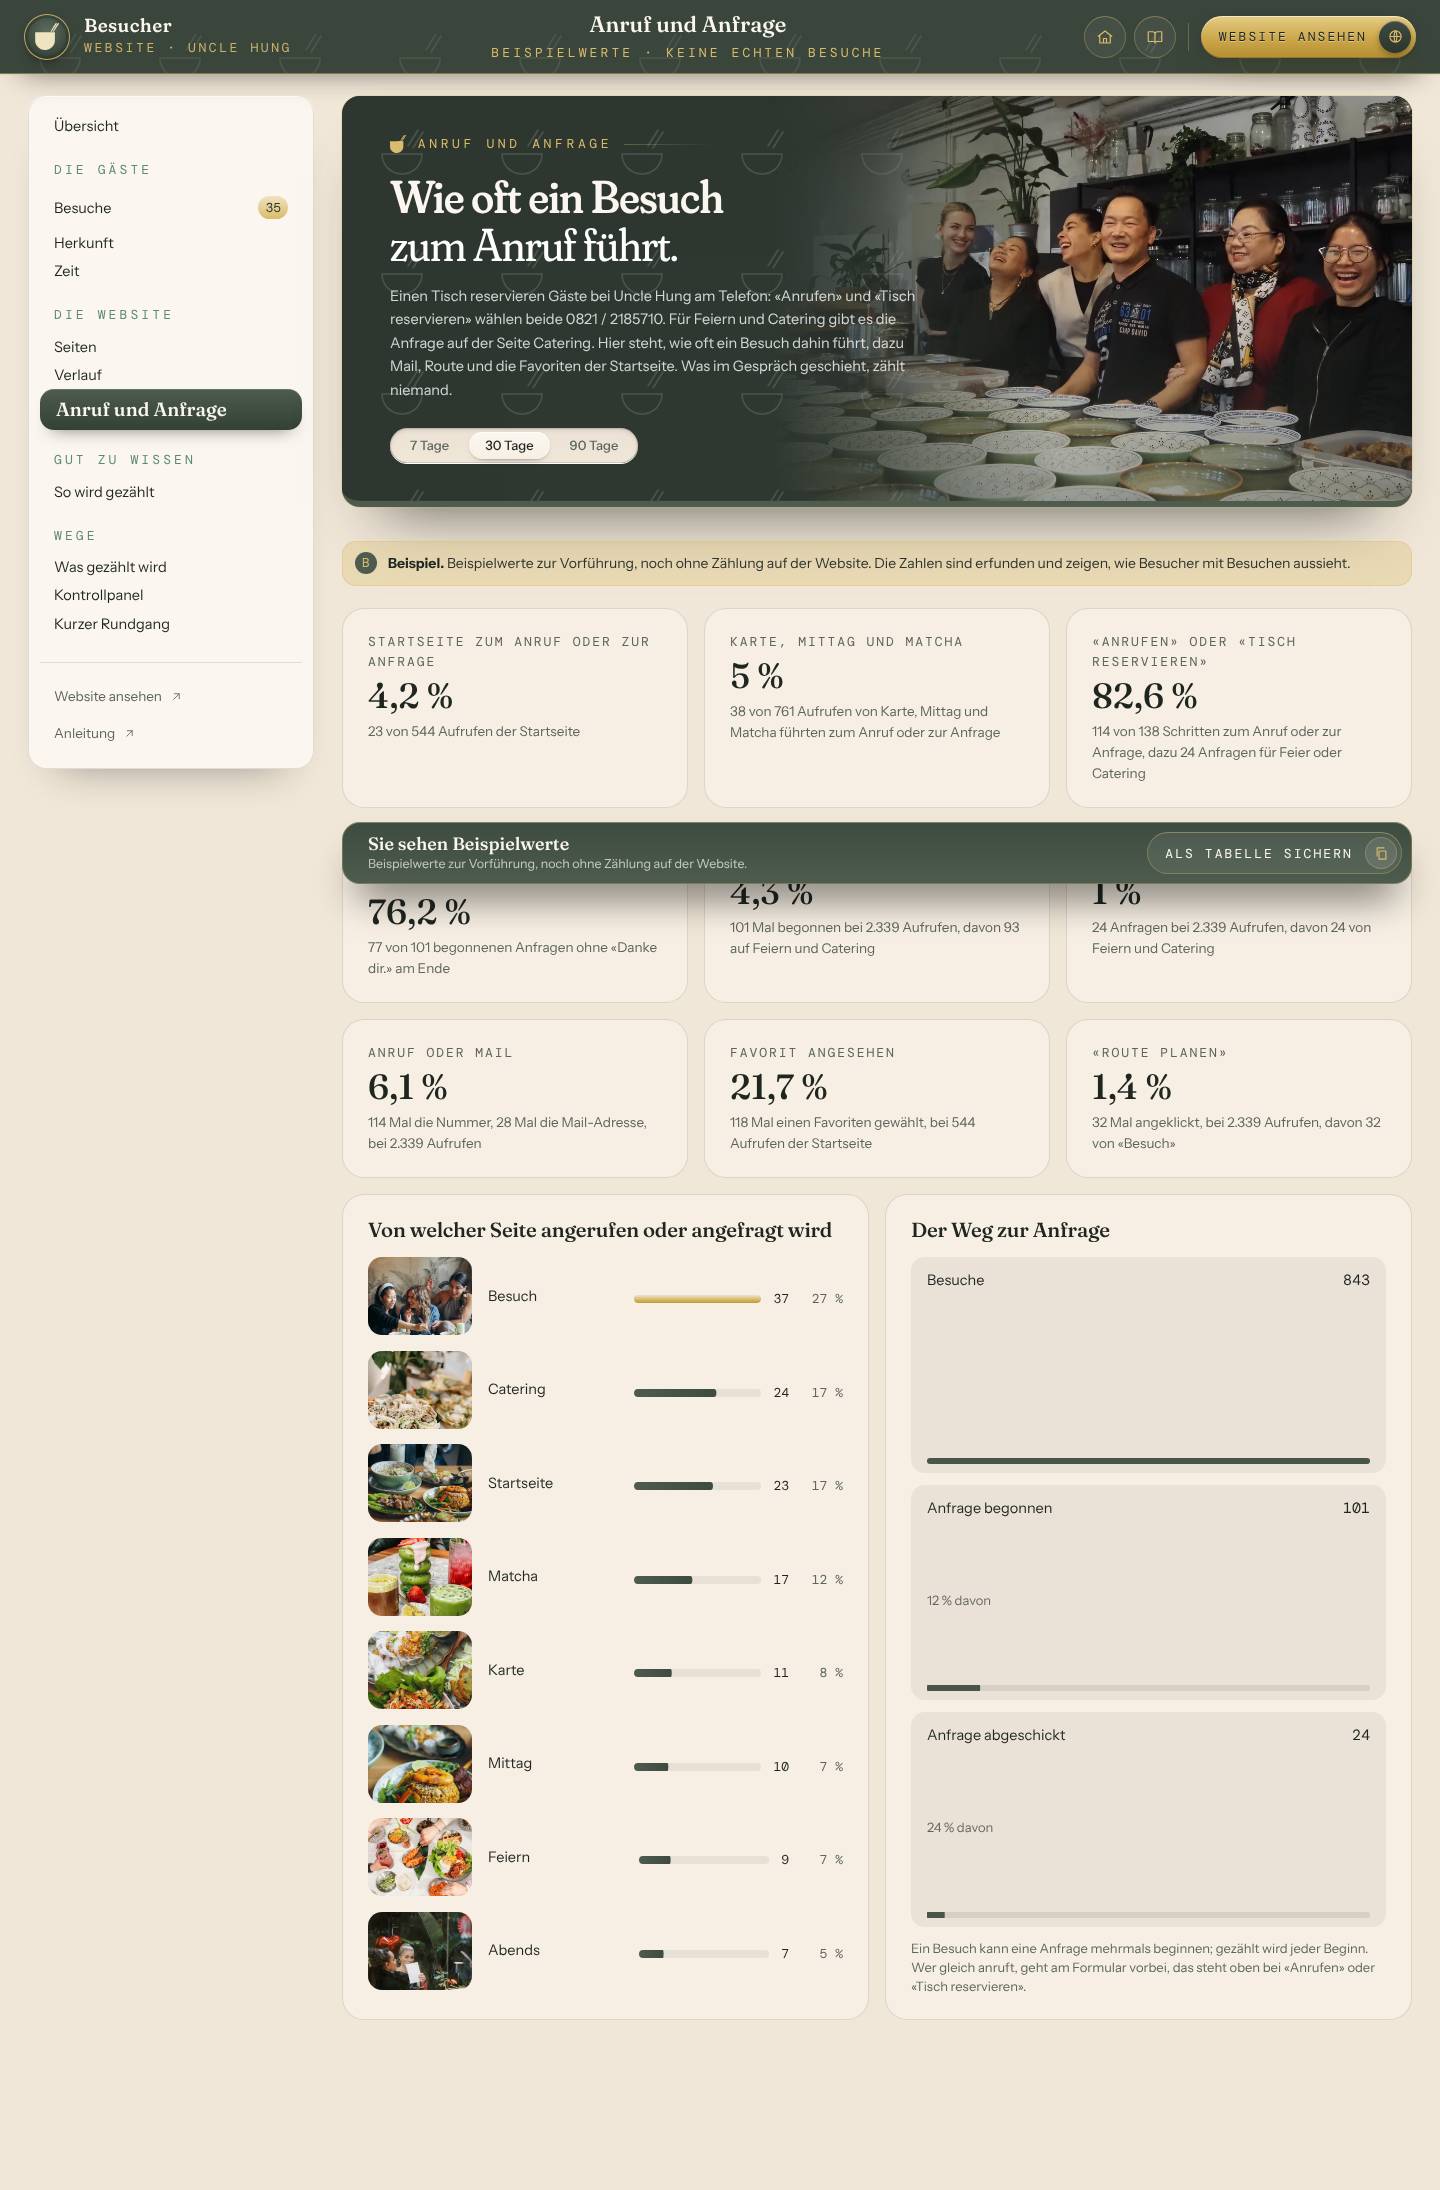 Besucher
WEBSITE · UNCLE HUNG
Anruf und Anfrage
BEISPIELWERTE · KEINE ECHTEN BESUCHE
WEBSITE ANSEHEN
Übersicht
DIE GÄSTE
Besuche 35
Herkunft
Zeit
DIE WEBSITE
Seiten
Verlauf
Anruf und Anfrage
GUT ZU WISSEN
So wird gezählt
WEGE
Was gezählt wird
Kontrollpanel
Kurzer Rundgang
Website ansehen
Anleitung
ANRUF UND ANFRAGE
Wie oft ein Besuch
zum Anruf führt.
Einen Tisch reservieren Gäste bei Uncle Hung am Telefon: «Anrufen» und «Tisch
reservieren» wählen beide 0821 / 2185710. Für Feiern und Catering gibt es die
Anfrage auf der Seite Catering. Hier steht, wie oft ein Besuch dahin führt, dazu
Mail, Route und die Favoriten der Startseite. Was im Gespräch geschieht, zählt
niemand.
7 Tage 30 Tage 90 Tage
B Beispiel. Beispielwerte zur Vorführung, noch ohne Zählung auf der Website. Die Zahlen sind erfunden und zeigen, wie Besucher mit Besuchen aussieht.
STARTSEITE ZUM ANRUF ODER ZUR
ANFRAGE
4,2 %
23 von 544 Aufrufen der Startseite
KARTE, MITTAG UND MATCHA
5 %
38 von 761 Aufrufen von Karte, Mittag und
Matcha führten zum Anruf oder zur Anfrage
«ANRUFEN» ODER «TISCH
RESERVIEREN»
82,6 %
114 von 138 Schritten zum Anruf oder zur
Anfrage, dazu 24 Anfragen für Feier oder
Catering
Sie sehen Beispielwerte
Beispielwerte zur Vorführung, noch ohne Zählung auf der Website.
ALS TABELLE SICHERN
76,2 %
77 von 101 begonnenen Anfragen ohne «Danke
dir.» am Ende
4,3 %
101 Mal begonnen bei 2.339 Aufrufen, davon 93
auf Feiern und Catering
1 %
24 Anfragen bei 2.339 Aufrufen, davon 24 von
Feiern und Catering
ANRUF ODER MAIL
6,1 %
114 Mal die Nummer, 28 Mal die Mail-Adresse,
bei 2.339 Aufrufen
FAVORIT ANGESEHEN
21,7 %
118 Mal einen Favoriten gewählt, bei 544
Aufrufen der Startseite
«ROUTE PLANEN»
1,4 %
32 Mal angeklickt, bei 2.339 Aufrufen, davon 32
von «Besuch»
Von welcher Seite angerufen oder angefragt wird
Besuch 37 27 %
Catering 24 17 %
Startseite 23 17 %
Matcha 17 12 %
Karte 11 8 %
Mittag 10 7 %
Feiern 9 7 %
Abends 7 5 %
Der Weg zur Anfrage
Besuche 843
Anfrage begonnen 101
12 % davon
Anfrage abgeschickt 24
24 % davon
Ein Besuch kann eine Anfrage mehrmals beginnen; gezählt wird jeder Beginn.
Wer gleich anruft, geht am Formular vorbei, das steht oben bei «Anrufen» oder
«Tisch reservieren».